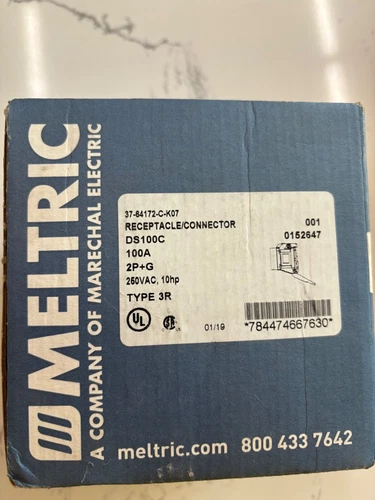 MELTRIC
A COMPANY OF MARECHAL ELECTRIC
37-64172-C-K07
RECEPTACLE/CONNECTOR 001
DS100C 0152647
100A
2P+G
250VAC, 10hp
TYPE 3R
UL
01/19 *784474667630*
meltric.com 800 433 7642